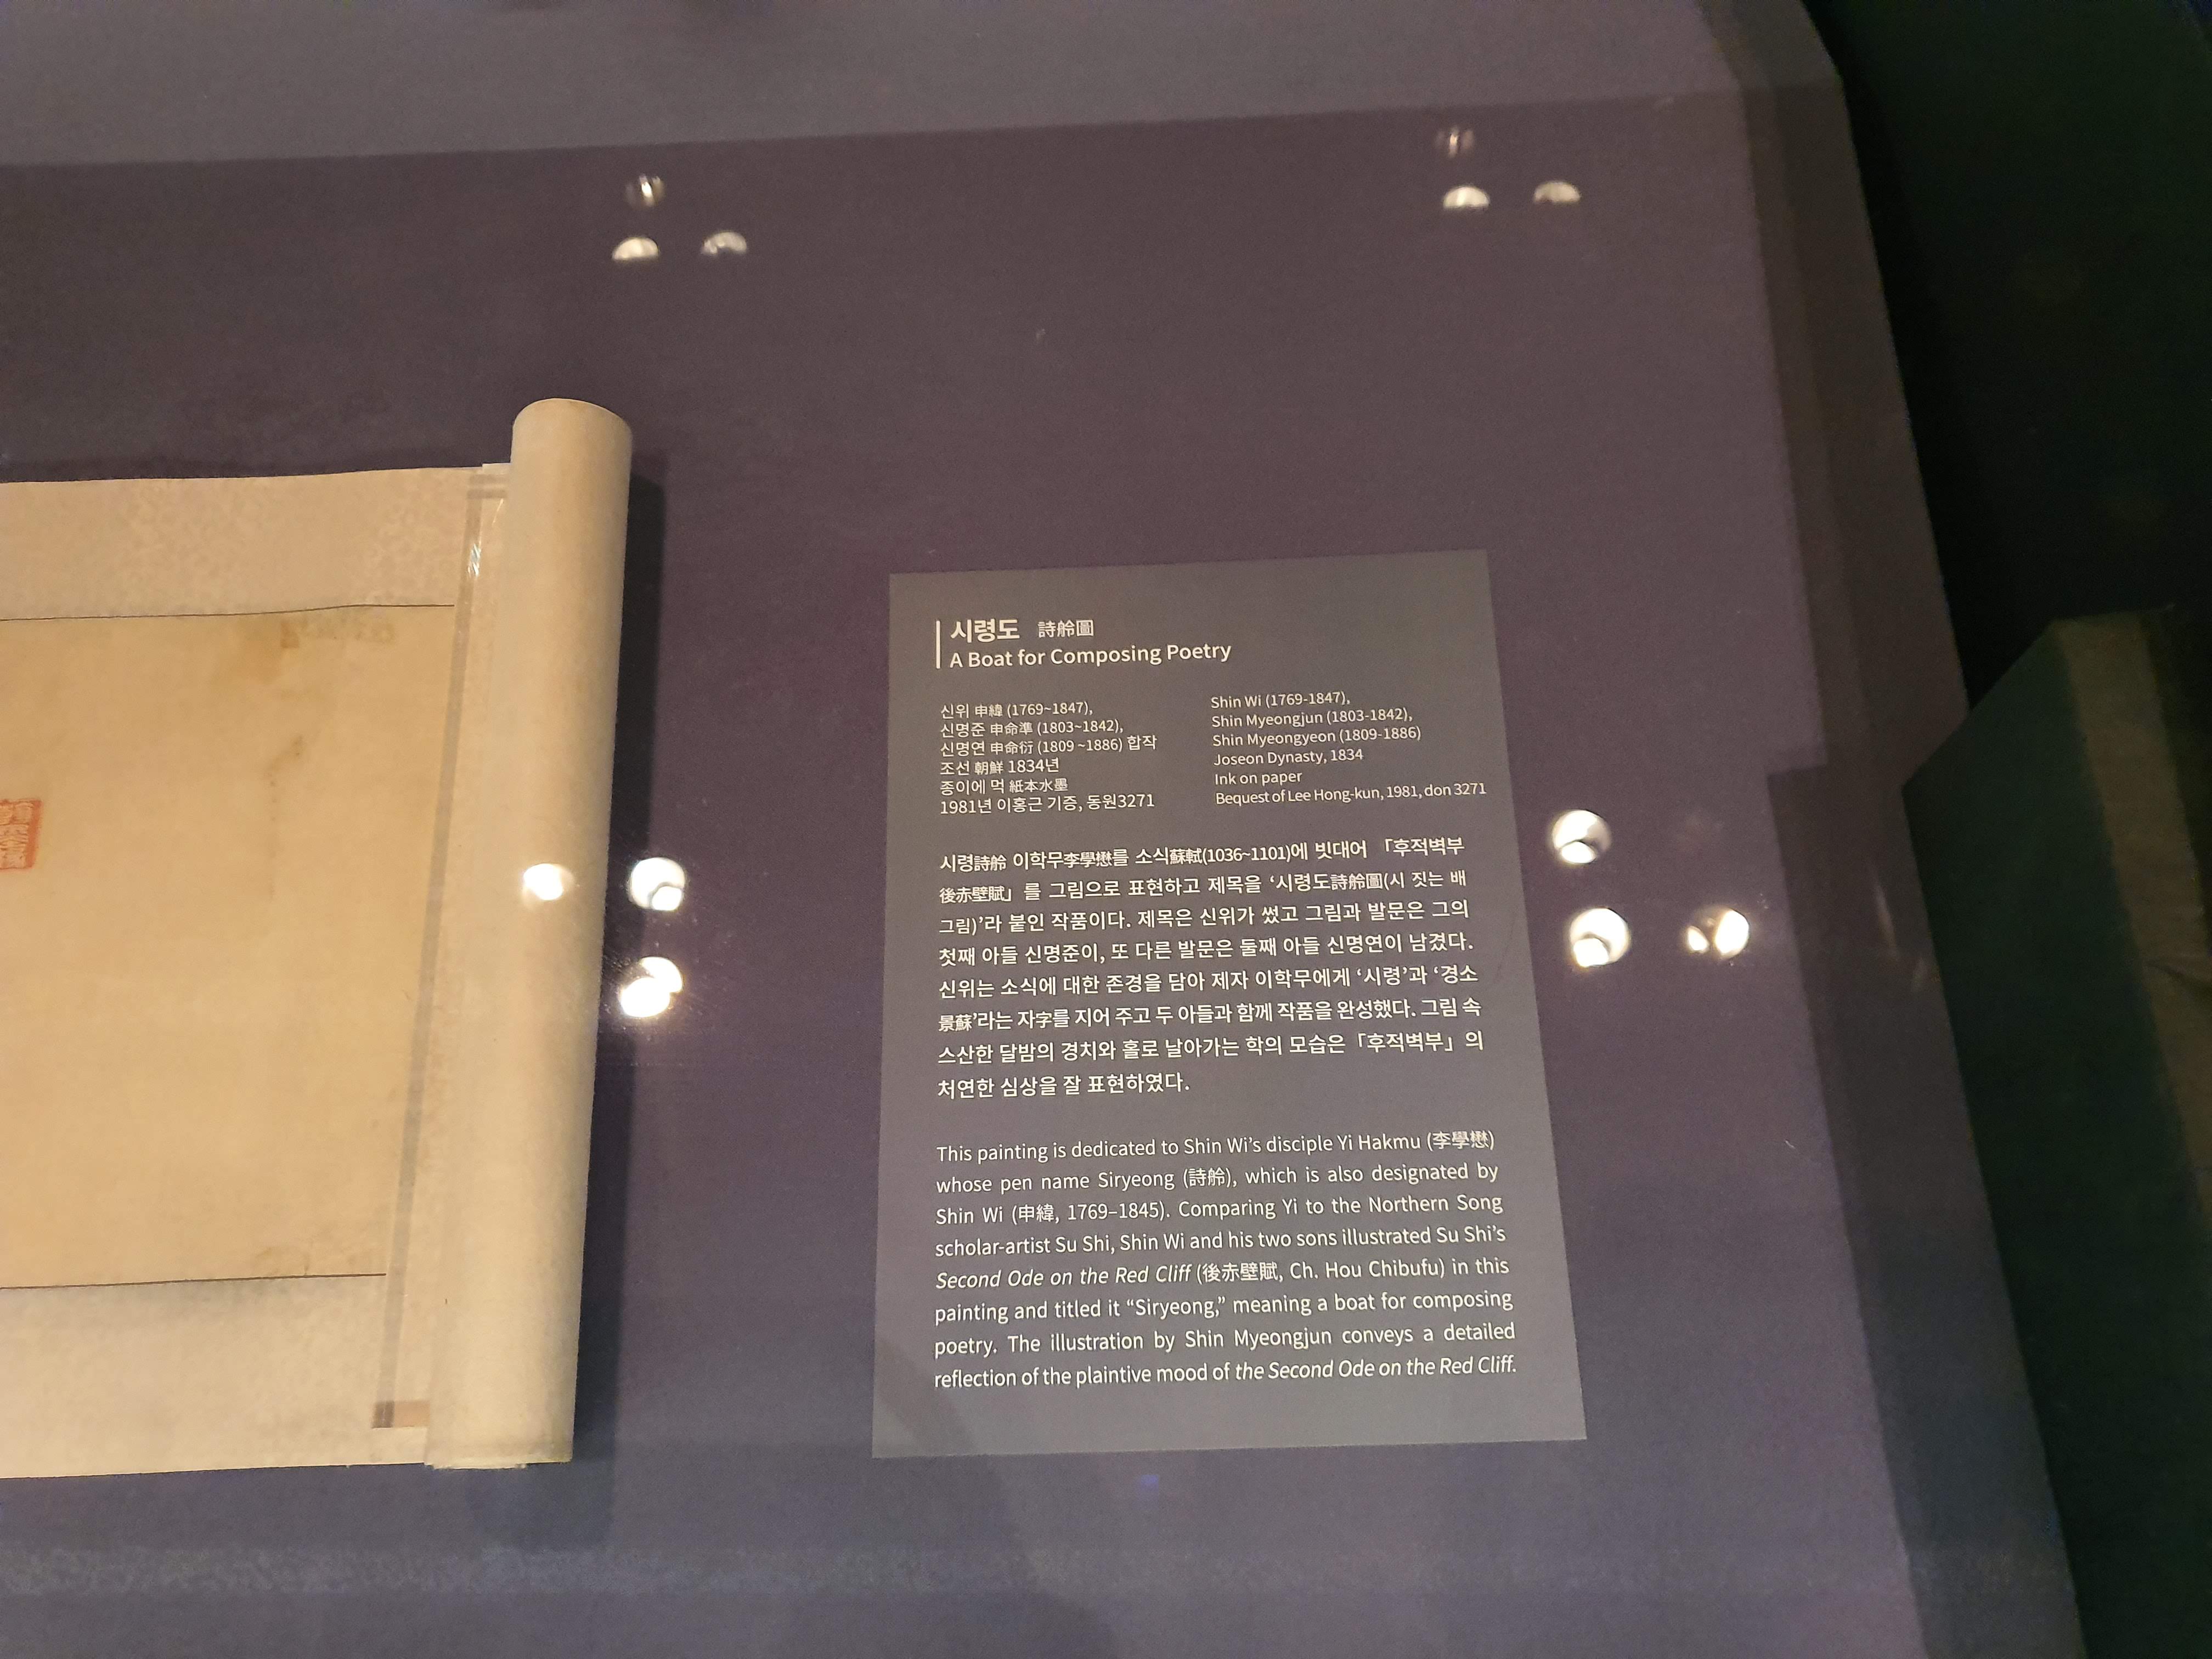 시령도 詩舲圖
A Boat for Composing Poetry
신위 申緯 (1769~1847),
신명준 申命準 (1803~1842),
신명연 申命衍 (1809 ~1886) 합작
조선 朝鮮 1834년
종이에 먹 紙本水墨
1981년 이홍근 기증, 동원3271
Shin Wi (1769-1847),
Shin Myeongjun (1803-1842),
Shin Myeongyeon (1809-1886)
Joseon Dynasty, 1834
Ink on paper
Bequest of Lee Hong-kun, 1981, don 3271
시령詩舲 이학무李學懋를 소식蘇軾(1036~1101)에 빗대어 「후적벽부
後赤壁賦」를 그림으로 표현하고 제목을 ‘시령도詩舲圖(시 짓는 배
그림)’라 붙인 작품이다. 제목은 신위가 썼고 그림과 발문은 그의
첫째 아들 신명준이, 또 다른 발문은 둘째 아들 신명연이 남겼다.
신위는 소식에 대한 존경을 담아 제자 이학무에게 ‘시령’과 ‘경소
景蘇’라는 자字를 지어 주고 두 아들과 함께 작품을 완성했다. 그림 속
스산한 달밤의 경치와 홀로 날아가는 학의 모습은「후적벽부」의
처연한 심상을 잘 표현하였다.
This painting is dedicated to Shin Wi’s disciple Yi Hakmu (李學懋)
whose pen name Siryeong (詩舲), which is also designated by
Shin Wi (申緯, 1769–1845). Comparing Yi to the Northern Song
scholar-artist Su Shi, Shin Wi and his two sons illustrated Su Shi’s
Second Ode on the Red Cliff (後赤壁賦, Ch. Hou Chibufu) in this
painting and titled it “Siryeong,” meaning a boat for composing
poetry. The illustration by Shin Myeongjun conveys a detailed
reflection of the plaintive mood of the Second Ode on the Red Cliff.